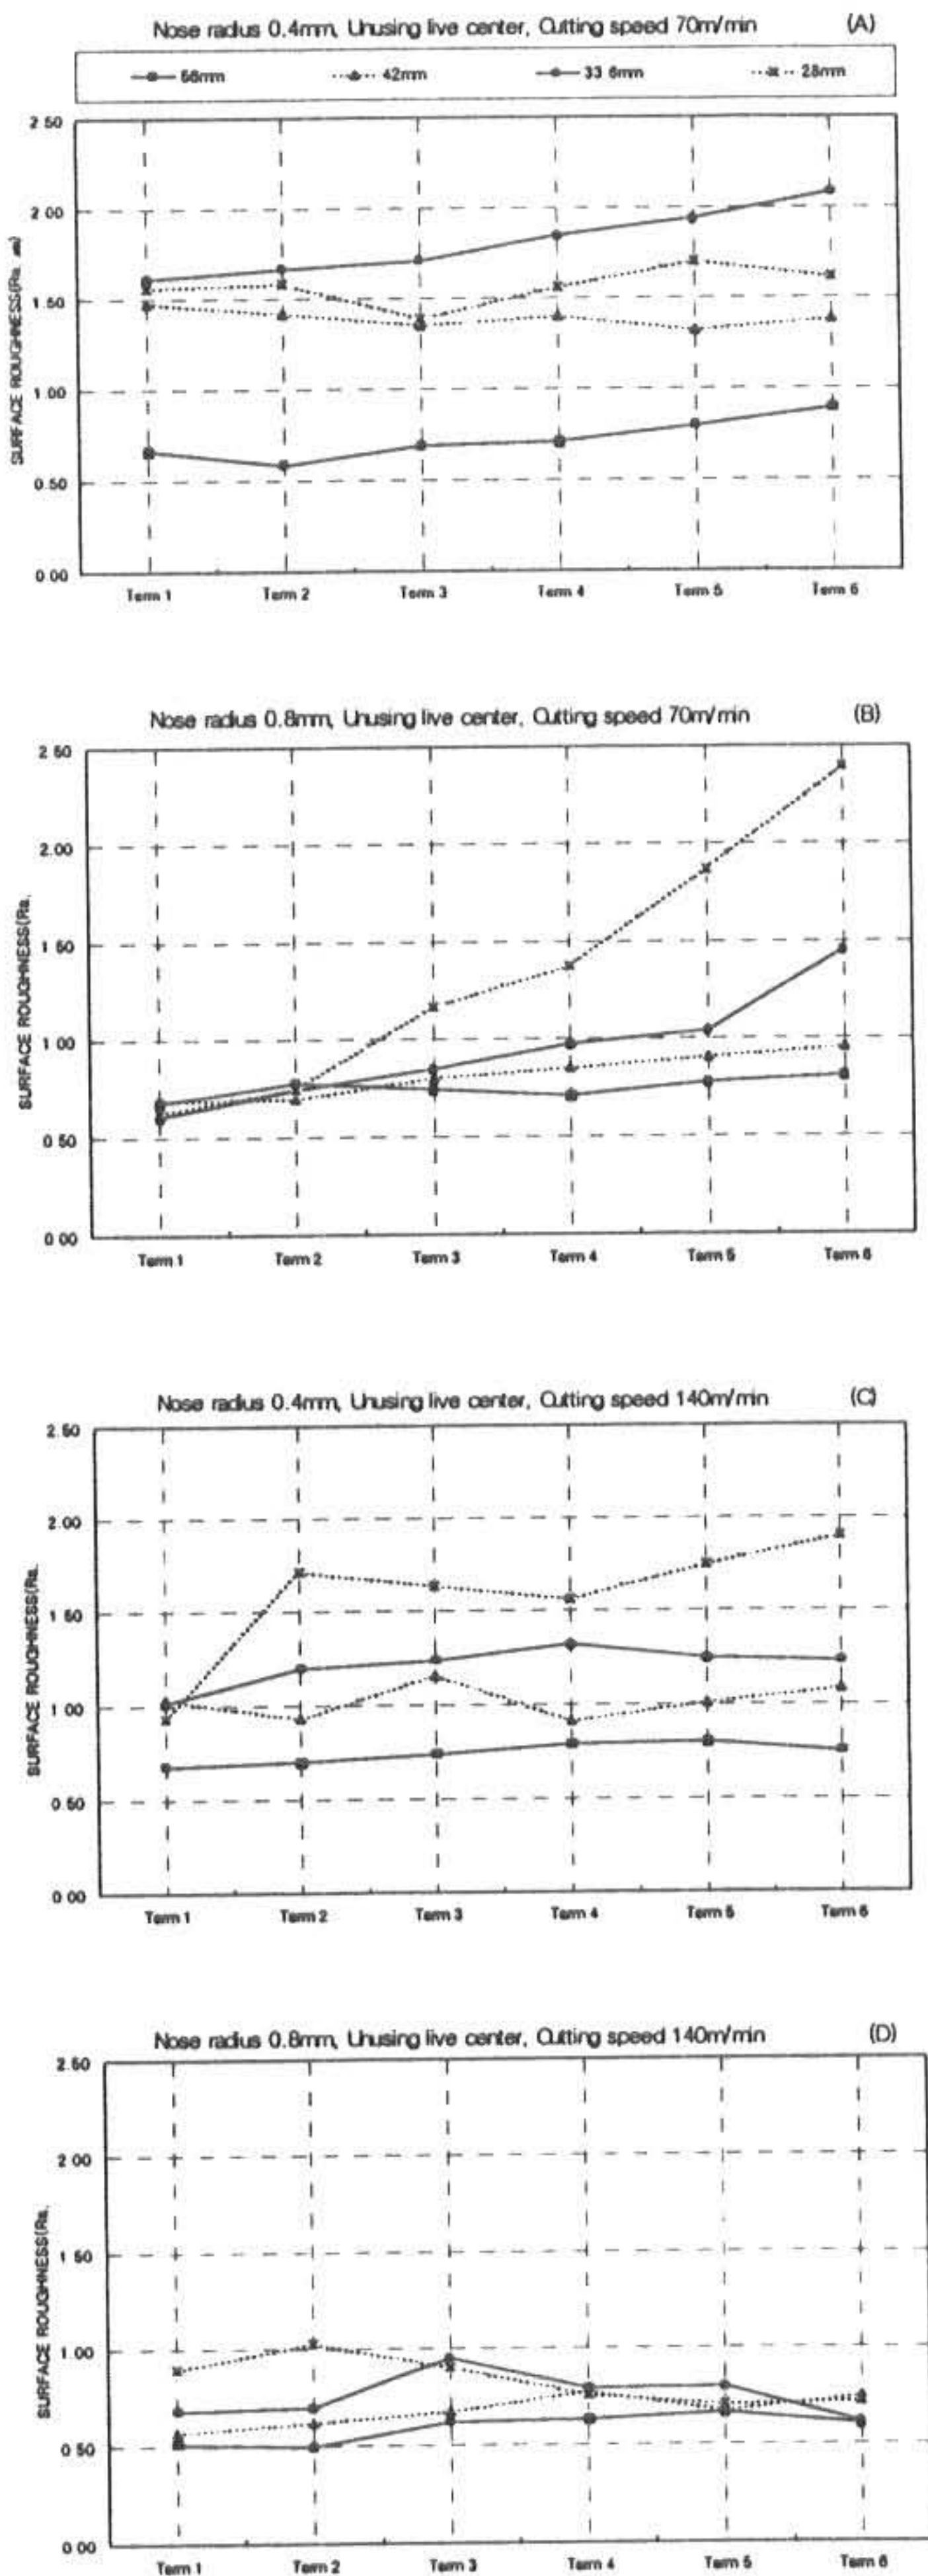 Nose radius 0.4mm, Unusing live center, Cutting speed 70m/min (A)
56mm 42mm 33 6mm 28mm
2 50
2 00
1.50
1 00
0 50
0 00
SURFACE ROUGHNESS(Ra
Term 1 Term 2 Term 3 Term 4 Term 5 Term 6
Nose radius 0.8mm, Unusing live center, Cutting speed 70m/min (B)
2 50
2 00
1 50
1 00
0 50
0 00
SURFACE ROUGHNESS(Ra.
Term 1 Term 2 Term 3 Term 4 Term 5 Term 6
Nose radius 0.4mm, Unusing live center, Cutting speed 140m/min (C)
2.50
2.00
1 50
1 00
0 50
0 00
SURFACE ROUGHNESS(Ra.
Term 1 Term 2 Term 3 Term 4 Term 5 Term 6
Nose radius 0.8mm, Unusing live center, Cutting speed 140m/min (D)
2.50
2 00
1 50
1 00
0 50
0 00
SURFACE ROUGHNESS(Ra.
Term 1 Term 2 Term 3 Term 4 Term 5 Term 6